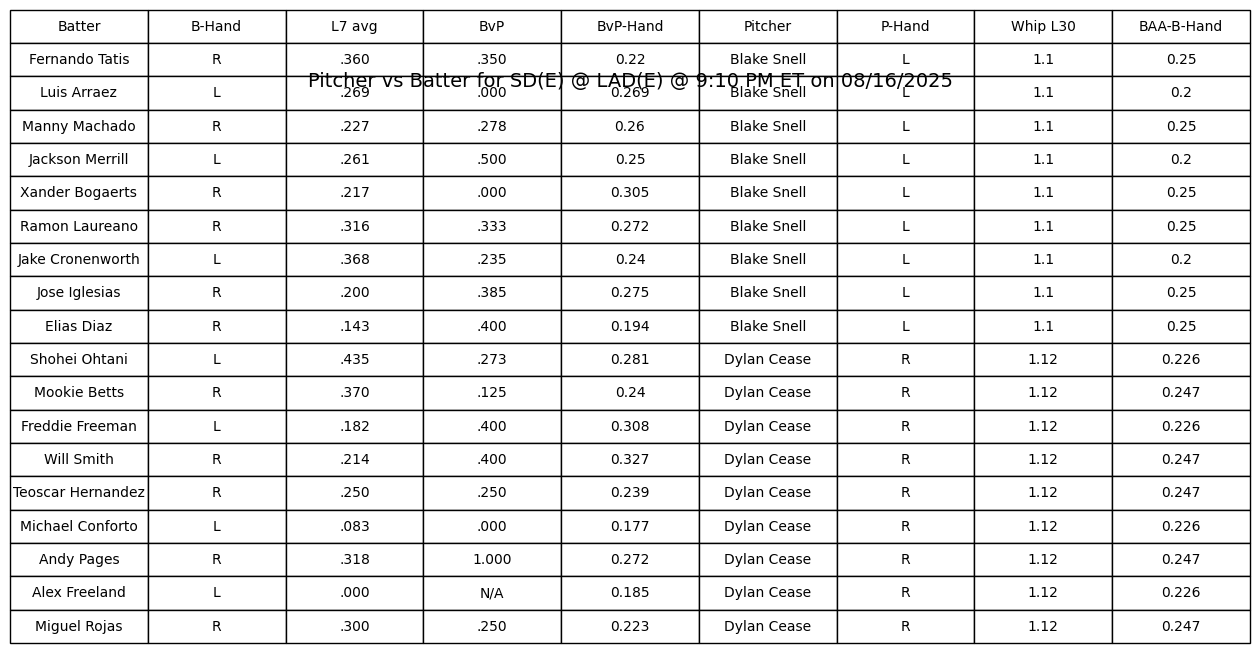 Batter B-Hand L7 avg BvP BvP-Hand Pitcher P-Hand Whip L30 BAA-B-Hand
Fernando Tatis R .360 .350 0.22 Blake Snell L 1.1 0.25
Pitcher vs Batter for SD(E) @ LAD(E) @ 9:10 PM ET on 08/16/2025
Luis Arraez L .269 .000 0.269 Blake Snell L 1.1 0.2
Manny Machado R .227 .278 0.26 Blake Snell L 1.1 0.25
Jackson Merrill L .261 .500 0.25 Blake Snell L 1.1 0.2
Xander Bogaerts R .217 .000 0.305 Blake Snell L 1.1 0.25
Ramon Laureano R .316 .333 0.272 Blake Snell L 1.1 0.25
Jake Cronenworth L .368 .235 0.24 Blake Snell L 1.1 0.2
Jose Iglesias R .200 .385 0.275 Blake Snell L 1.1 0.25
Elias Diaz R .143 .400 0.194 Blake Snell L 1.1 0.25
Shohei Ohtani L .435 .273 0.281 Dylan Cease R 1.12 0.226
Mookie Betts R .370 .125 0.24 Dylan Cease R 1.12 0.247
Freddie Freeman L .182 .400 0.308 Dylan Cease R 1.12 0.226
Will Smith R .214 .400 0.327 Dylan Cease R 1.12 0.247
Teoscar Hernandez R .250 .250 0.239 Dylan Cease R 1.12 0.247
Michael Conforto L .083 .000 0.177 Dylan Cease R 1.12 0.226
Andy Pages R .318 1.000 0.272 Dylan Cease R 1.12 0.247
Alex Freeland L .000 N/A 0.185 Dylan Cease R 1.12 0.226
Miguel Rojas R .300 .250 0.223 Dylan Cease R 1.12 0.247